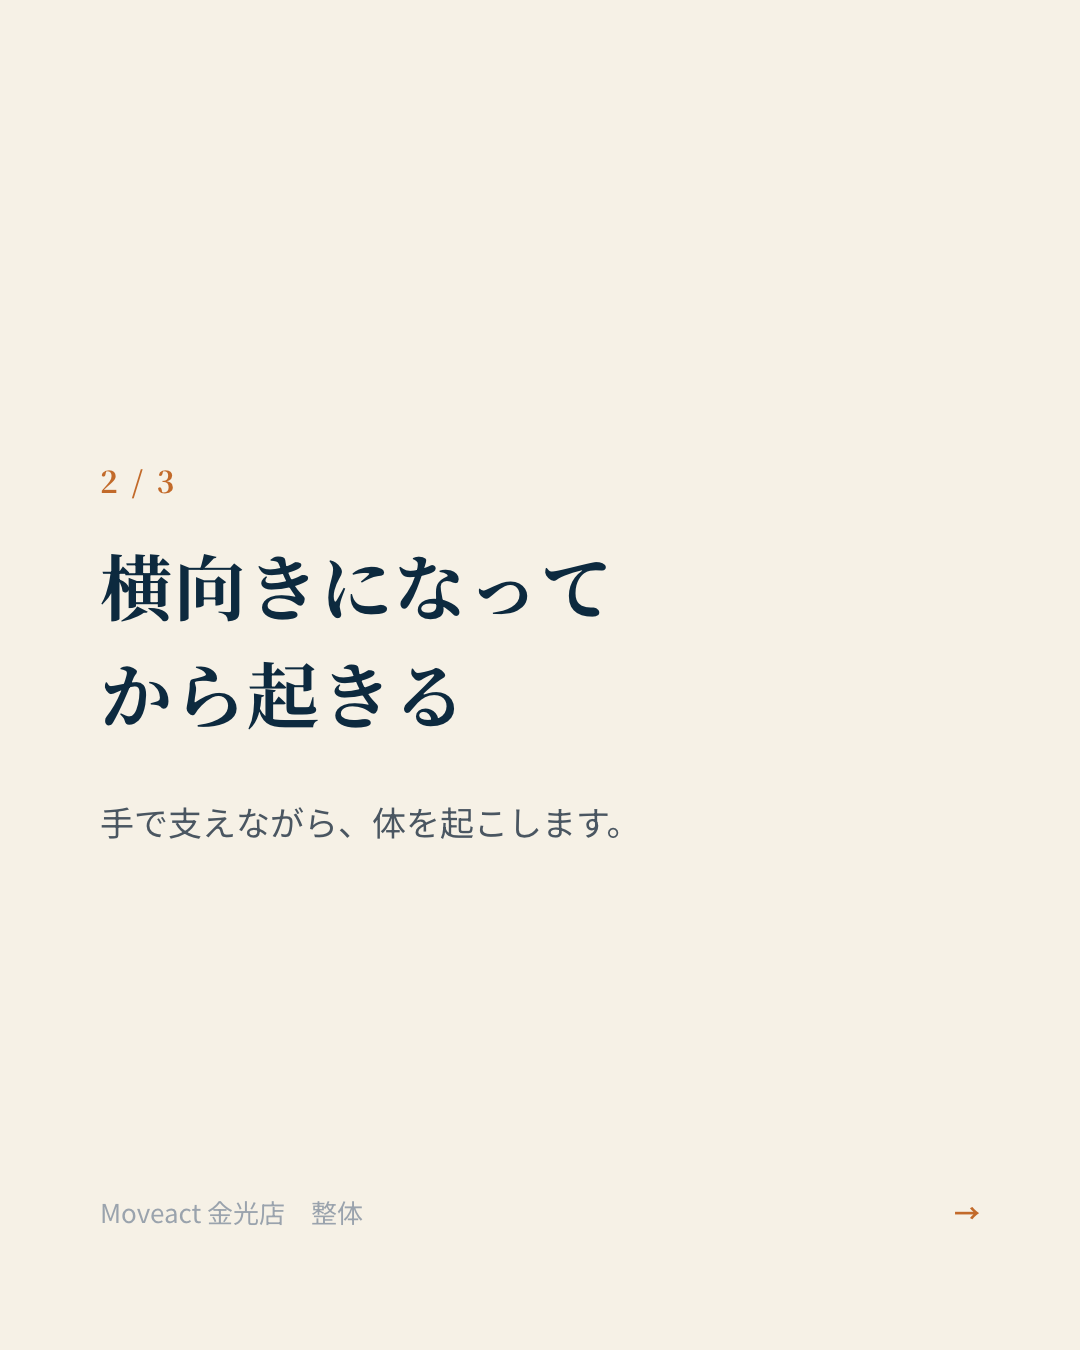 2 / 3
横向きになって
から起きる
手で支えながら、体を起こします。
Moveact 金光店　整体
→